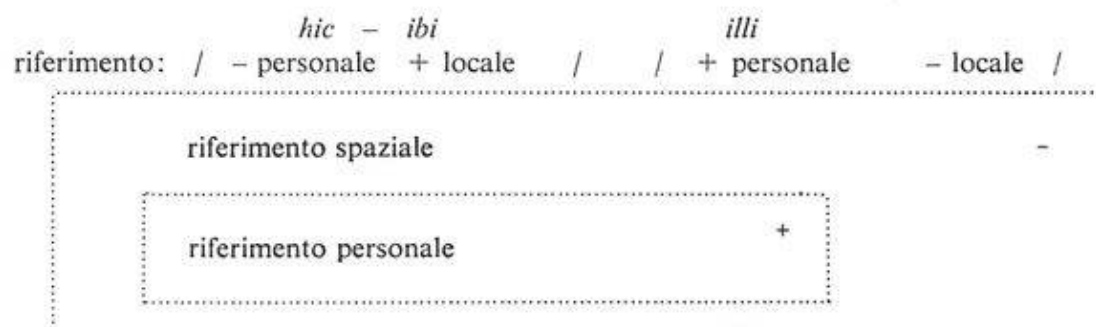 hic – ibi illi
riferimento: / – personale + locale / / + personale – locale /
riferimento spaziale –
riferimento personale +